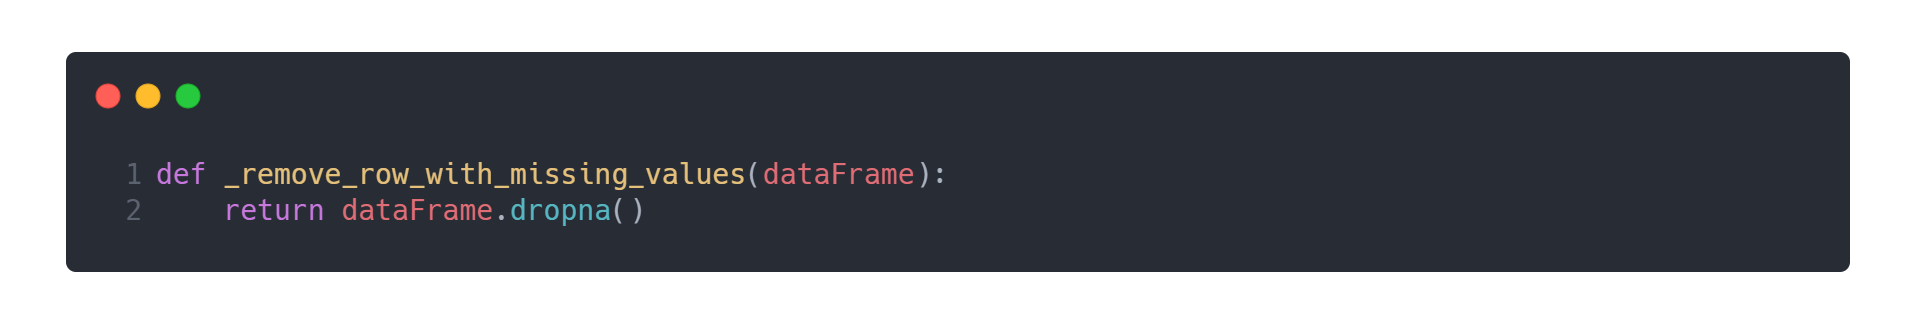 1 def _remove_row_with_missing_values(dataFrame):
2     return dataFrame.dropna()